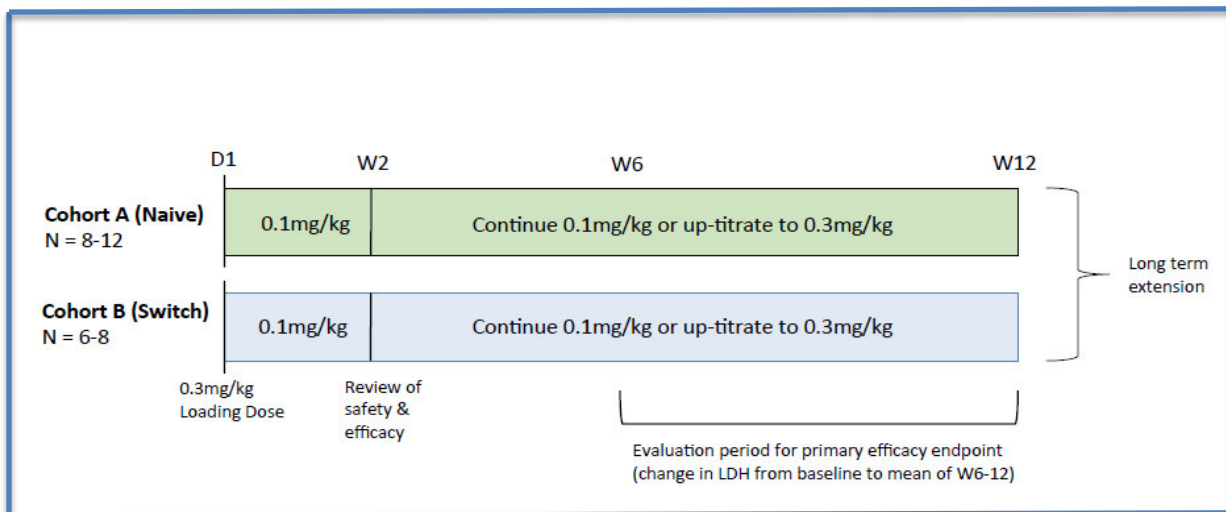 D1
W2
W6
W12
Cohort A (Naive)
N = 8-12
0.1mg/kg
Continue 0.1mg/kg or up-titrate to 0.3mg/kg
Long term
extension
Cohort B (Switch)
N = 6-8
0.1mg/kg
Continue 0.1mg/kg or up-titrate to 0.3mg/kg
0.3mg/kg
Loading Dose
Review of
safety &
efficacy
Evaluation period for primary efficacy endpoint
(change in LDH from baseline to mean of W6-12)